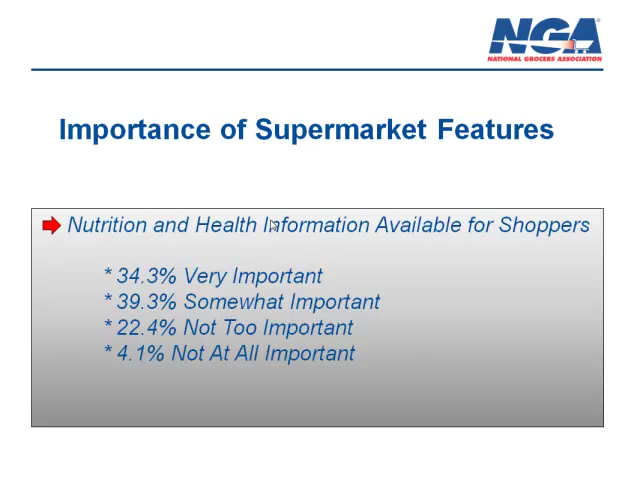 NGA
NATIONAL GROCERS ASSOCIATION
Importance of Supermarket Features
Nutrition and Health Information Available for Shoppers
* 34.3% Very Important
* 39.3% Somewhat Important
* 22.4% Not Too Important
* 4.1% Not At All Important